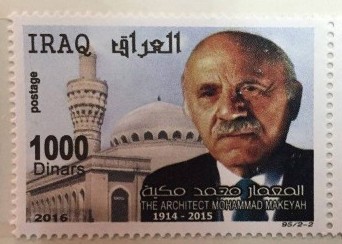 IRAQ العراق
postage
1000
Dinars
المعمار محمد مكية
THE ARCHITECT MOHAMMAD MAKEYAH
2016 1914 - 2015
95/2-2